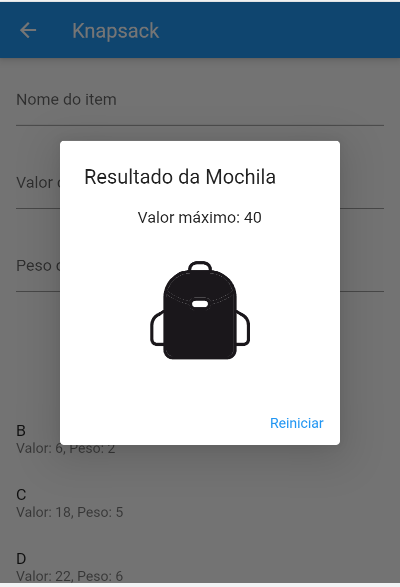 Knapsack
Nome do item
Resultado da Mochila
Valor
Valor máximo: 40
Peso
Reiniciar
B
Valor: 6, Peso: 2
C
Valor: 18, Peso: 5
D
Valor: 22, Peso: 6